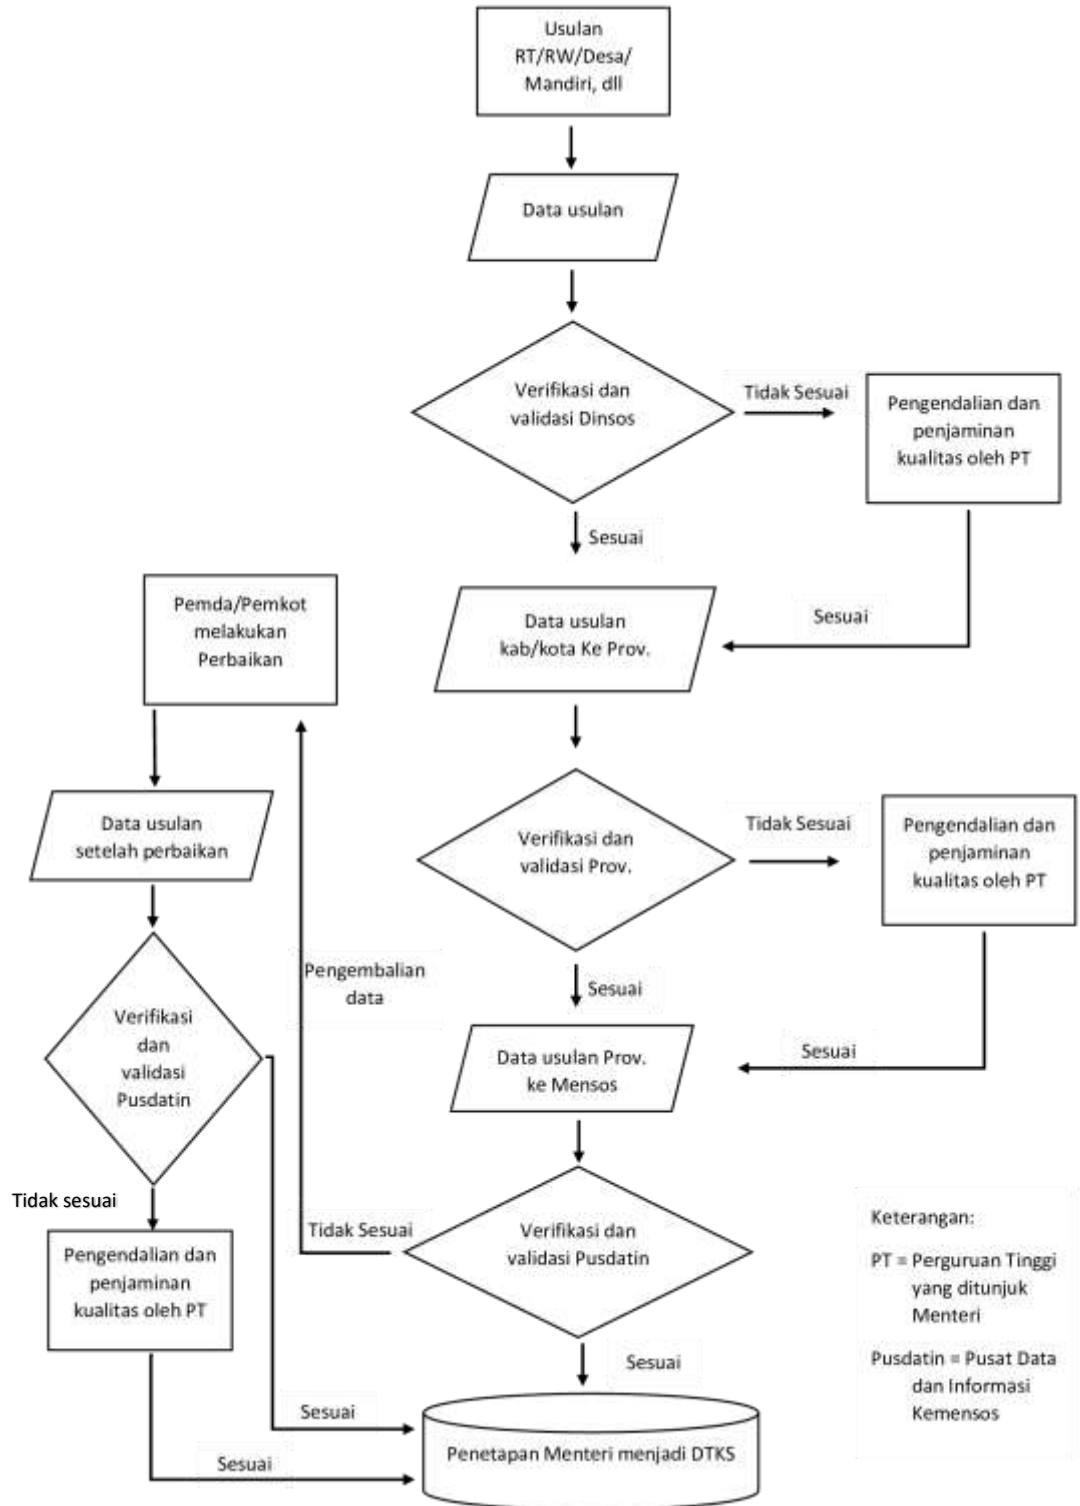 Usulan
RT/RW/Desa/
Mandiri, dll
Data usulan
Verifikasi dan
validasi Dinsos
Tidak Sesuai
Pengendalian dan
penjaminan
kualitas oleh PT
Sesuai
Pemda/Pemkot
melakukan
Perbaikan
Data usulan
kab/kota Ke Prov.
Sesuai
Data usulan
setelah perbaikan
Verifikasi dan
validasi Prov.
Tidak Sesuai
Pengendalian dan
penjaminan
kualitas oleh PT
Pengembalian
data
Sesuai
Verifikasi
dan
validasi
Pusdatin
Data usulan Prov.
ke Mensos
Sesuai
Tidak sesuai
Pengendalian dan
penjaminan
kualitas oleh PT
Tidak Sesuai
Verifikasi dan
validasi Pusdatin
Keterangan:
PT = Perguruan Tinggi
yang ditunjuk
Menteri
Pusdatin = Pusat Data
dan Informasi
Kemensos
Sesuai
Sesuai
Penetapan Menteri menjadi DTKS
Sesuai